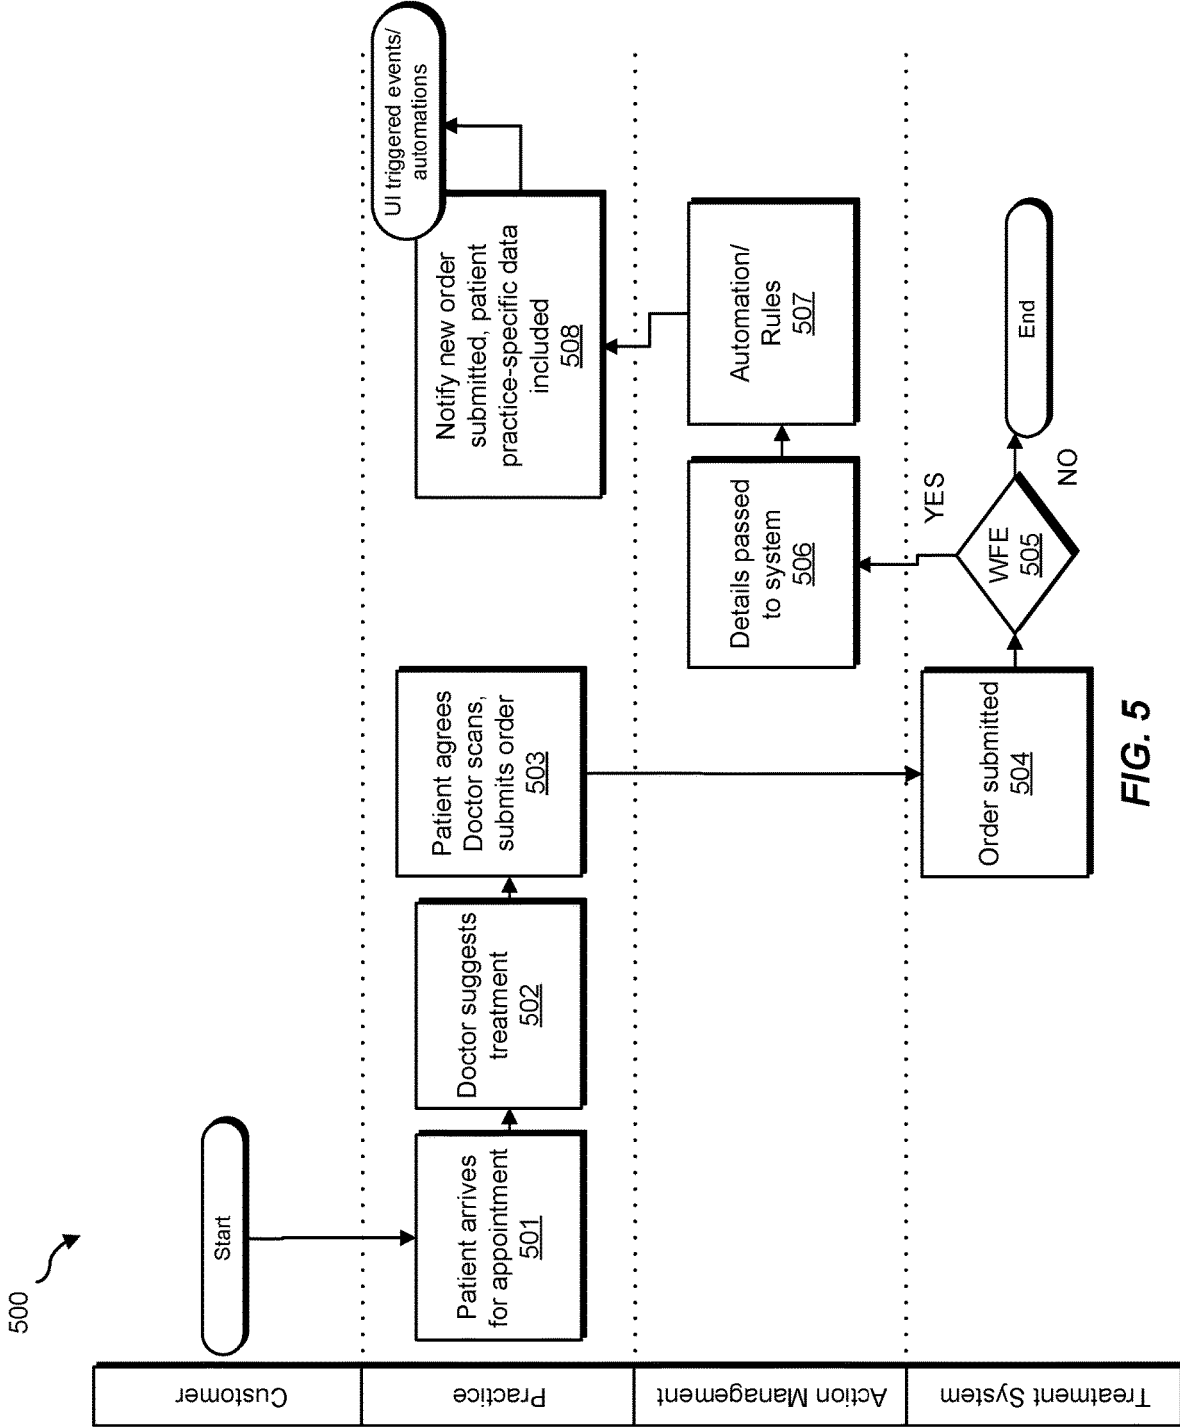 500
Customer
Start
Practice
Patient arrives
for appointment
501
Doctor suggests
treatment
502
Patient agrees
Doctor scans,
submits order
503
Notify new order
submitted, patient
practice-specific data
included
508
UI triggered events/
automations
Action Management
Details passed
to system
506
Automation/
Rules
507
Treatment System
Order submitted
504
WFE
505
YES
NO
End
FIG. 5